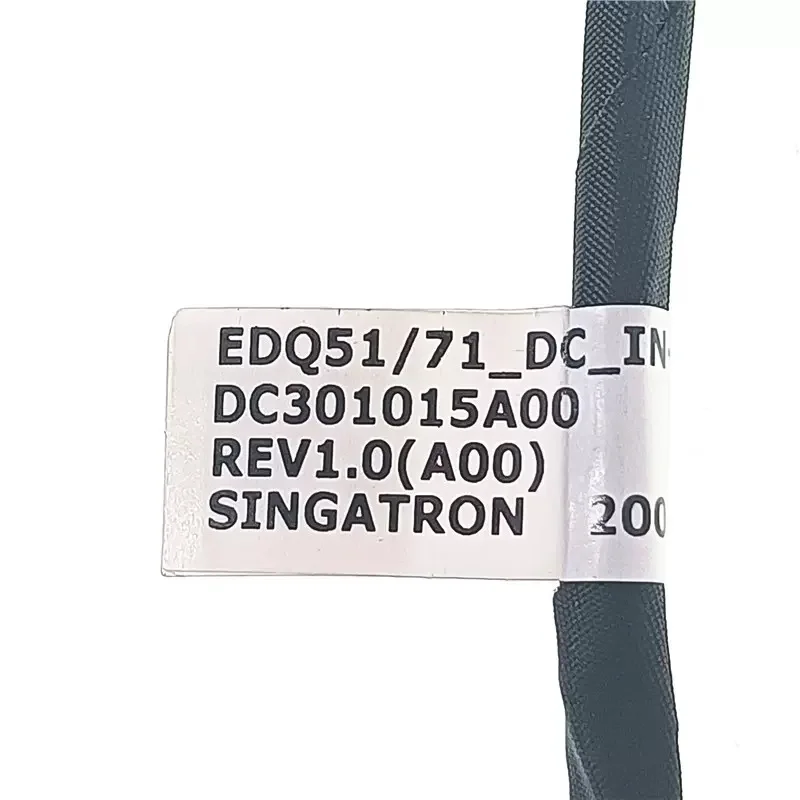 EDQ51/71_DC_IN
DC301015A00
REV1.0(A00)
SINGATRON 200